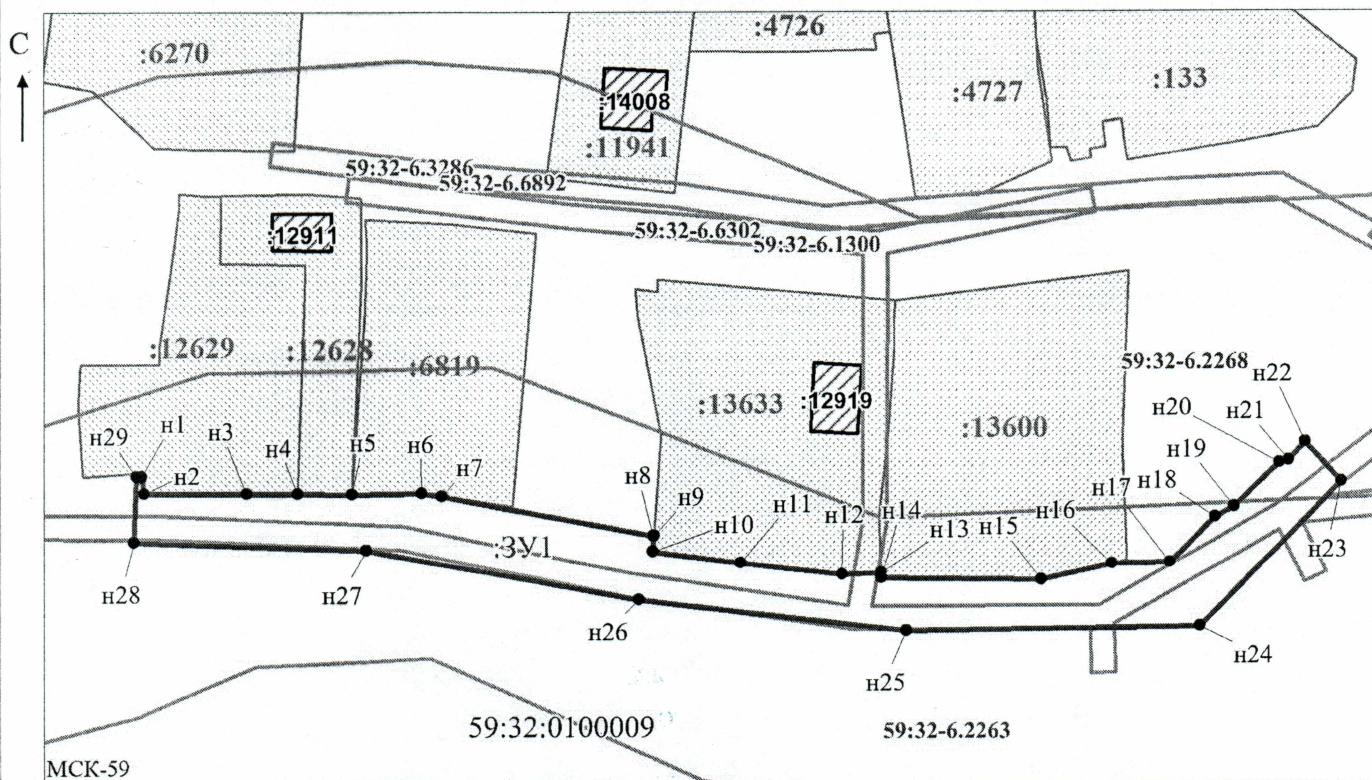 С
:6270
:4726
:4727
:133
:14008
:11941
59:32-6.3286
59:32-6.6892
59:32-6.6302
59:32-6.1300
:12911
:12629
:12628
:6819
:13633
:12919
:13600
59:32-6.2268
н22
н21
н20
н19
н18
н17
н16
н15
н13
н14
н12
н11
н10
н9
н8
н7
н6
н5
н4
н3
н2
н1
н29
:ЗУ1
н28
н27
н26
н25
н24
н23
59:32:0100009
59:32-6.2263
МСК-59